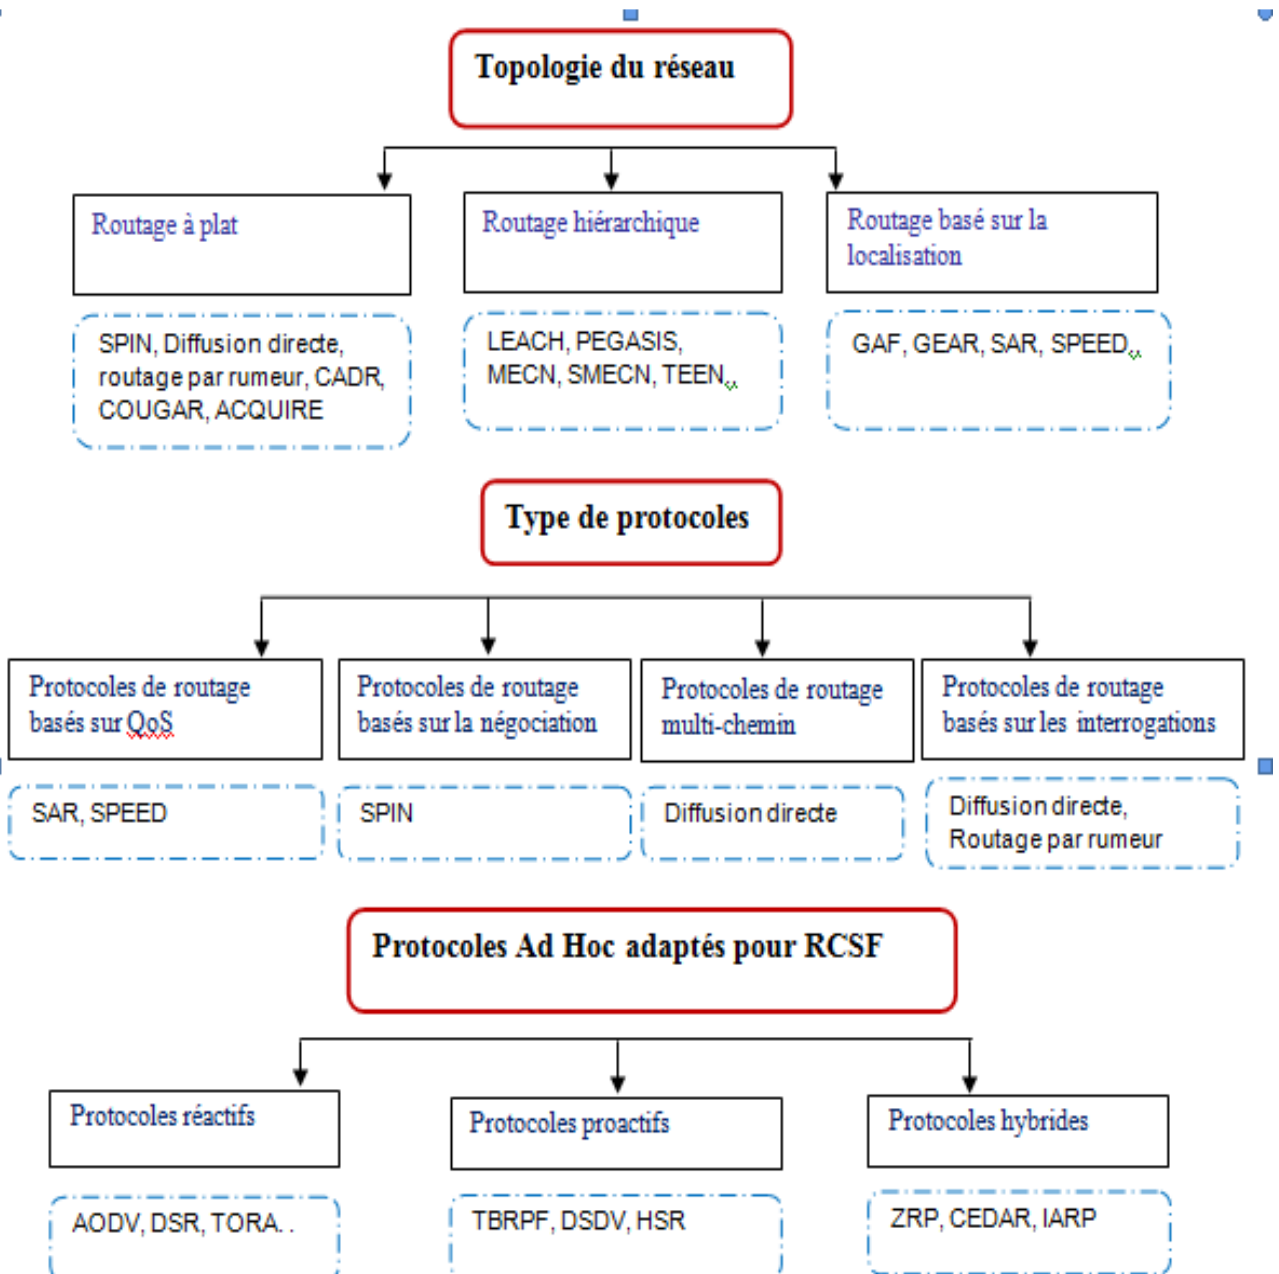 Topologie du réseau
Routage à plat
Routage hiérarchique
Routage basé sur la
localisation
SPIN, Diffusion directe,
routage par rumeur, CADR,
COUGAR, ACQUIRE
LEACH, PEGASIS,
MECN, SMECN, TEEN
GAF, GEAR, SAR, SPEED
Type de protocoles
Protocoles de routage
basés sur QoS
Protocoles de routage
basés sur la négociation
Protocoles de routage
multi-chemin
Protocoles de routage
basés sur les interrogations
SAR, SPEED
SPIN
Diffusion directe
Diffusion directe,
Routage par rumeur
Protocoles Ad Hoc adaptés pour RCSF
Protocoles réactifs
Protocoles proactifs
Protocoles hybrides
AODV, DSR, TORA. .
TBRPF, DSDV, HSR
ZRP, CEDAR, IARP